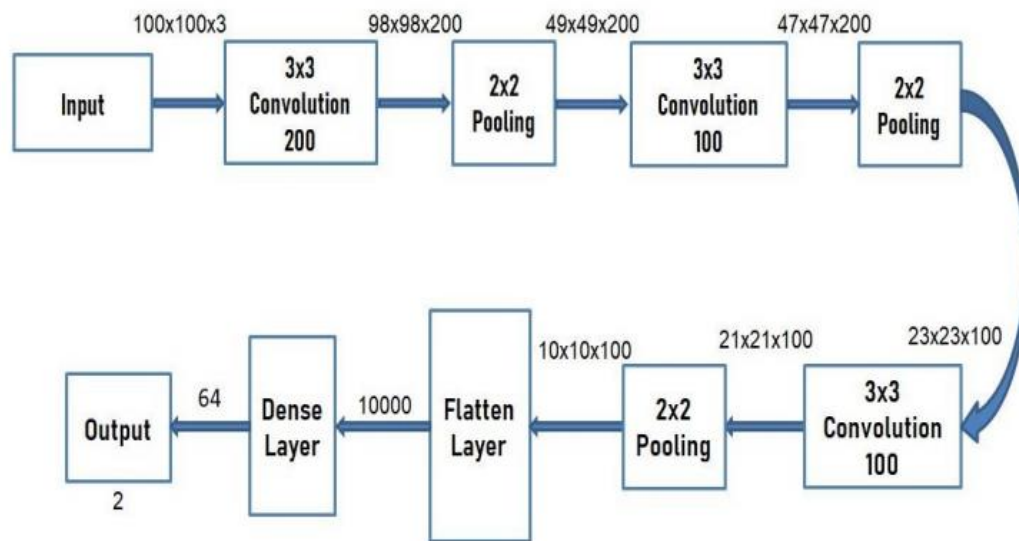 100x100x3
98x98x200
49x49x200
47x47x200
Input
3x3
Convolution
200
2x2
Pooling
3x3
Convolution
100
2x2
Pooling
23x23x100
3x3
Convolution
100
21x21x100
2x2
Pooling
10x10x100
Flatten
Layer
10000
Dense
Layer
64
Output
2